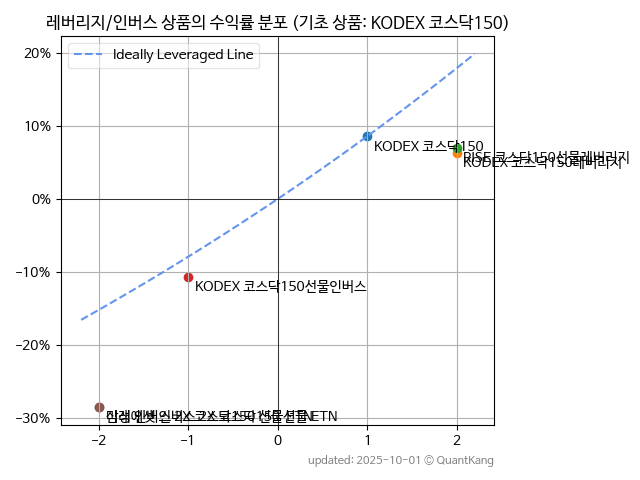 레버리지/인버스 상품의 수익률 분포 (기초 상품: KODEX 코스닥150)
20%
Ideally Leveraged Line
10%
KODEX 코스닥150
RISE 코스닥150선물레버리지
KODEX 코스닥150레버리지
0%
−10%
KODEX 코스닥150선물인버스
−20%
−30%
−2
−1
0
1
2
updated: 2025-10-01 © QuantKang